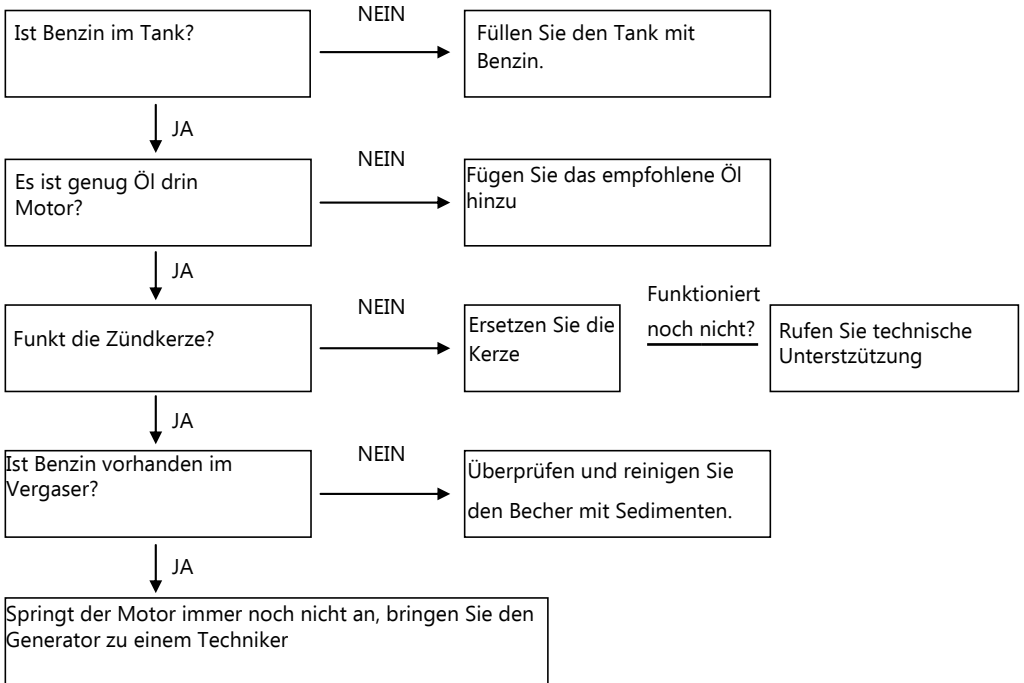 NEIN
Ist Benzin im Tank?
Füllen Sie den Tank mit
Benzin.
JA
NEIN
Es ist genug Öl drin
Motor?
Fügen Sie das empfohlene Öl
hinzu
JA
NEIN
Funkt die Zündkerze?
Ersetzen Sie die
Kerze
Funktioniert
noch nicht?
Rufen Sie technische
Unterstzützung
JA
NEIN
Ist Benzin vorhanden im
Vergaser?
Überprüfen und reinigen Sie
den Becher mit Sedimenten.
JA
Springt der Motor immer noch nicht an, bringen Sie den
Generator zu einem Techniker